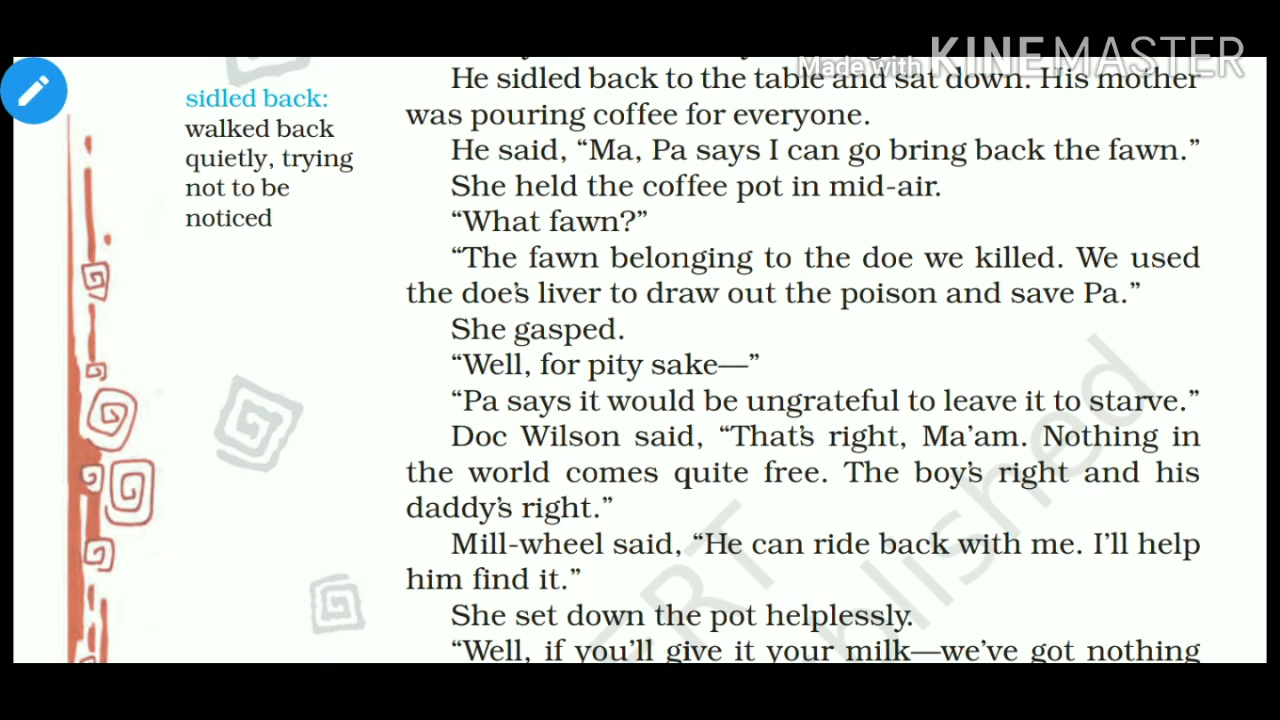 Made with KINEMASTER
sidled back:
walked back
quietly, trying
not to be
noticed
He sidled back to the table and sat down. His mother
was pouring coffee for everyone.
He said, “Ma, Pa says I can go bring back the fawn.”
She held the coffee pot in mid-air.
“What fawn?”
“The fawn belonging to the doe we killed. We used
the doe’s liver to draw out the poison and save Pa.”
She gasped.
“Well, for pity sake—”
“Pa says it would be ungrateful to leave it to starve.”
Doc Wilson said, “That’s right, Ma’am. Nothing in
the world comes quite free. The boy’s right and his
daddy’s right.”
Mill-wheel said, “He can ride back with me. I’ll help
him find it.”
She set down the pot helplessly.
“Well, if you’ll give it your milk—we’ve got nothing